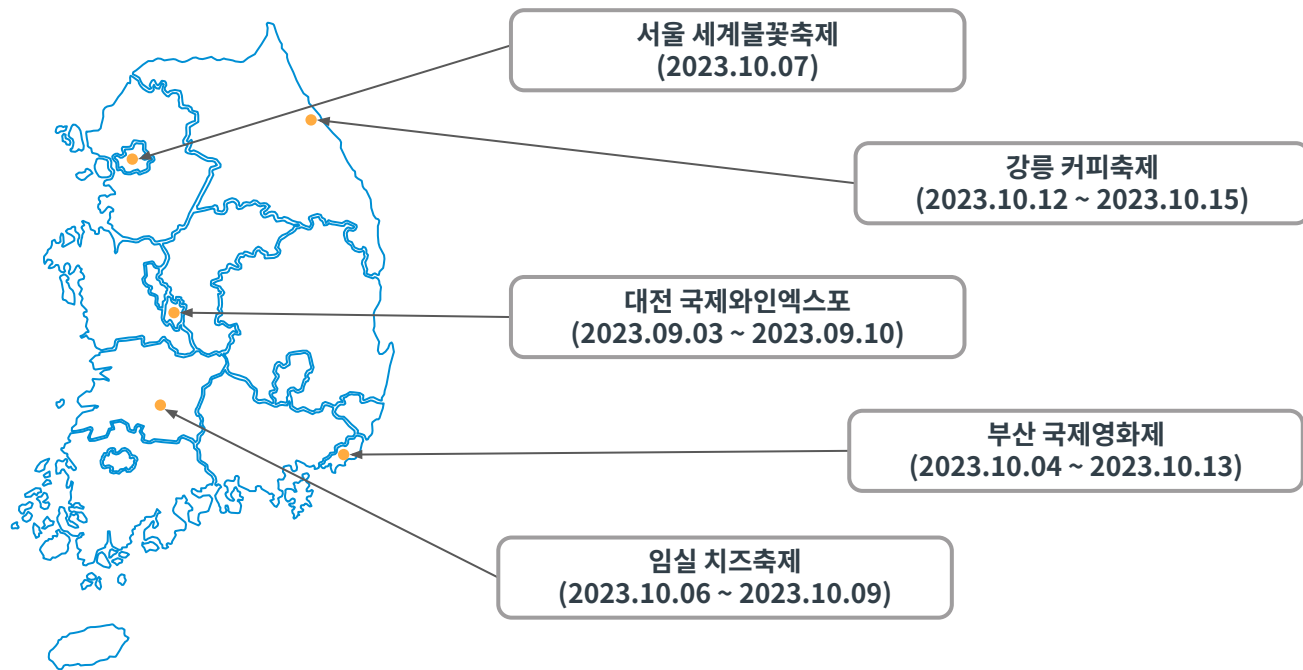 서울 세계불꽃축제
(2023.10.07)
강릉 커피축제
(2023.10.12 ~ 2023.10.15)
대전 국제와인엑스포
(2023.09.03 ~ 2023.09.10)
부산 국제영화제
(2023.10.04 ~ 2023.10.13)
임실 치즈축제
(2023.10.06 ~ 2023.10.09)